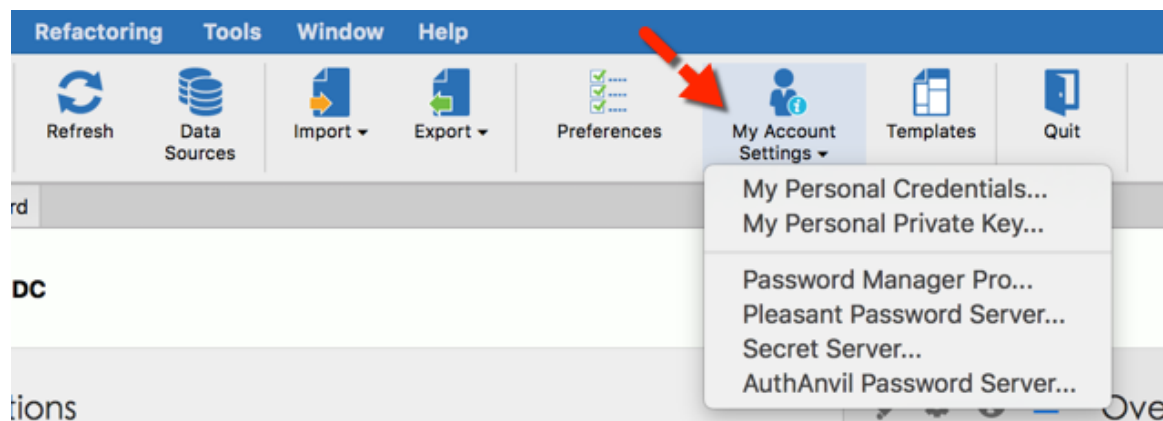 Refactoring Tools Window Help
Refresh
Data
Sources
Import
Export
Preferences
My Account
Settings
Templates
Quit
My Personal Credentials...
My Personal Private Key...
Password Manager Pro...
Pleasant Password Server...
Secret Server...
AuthAnvil Password Server...
rd
DC
tions
Ove